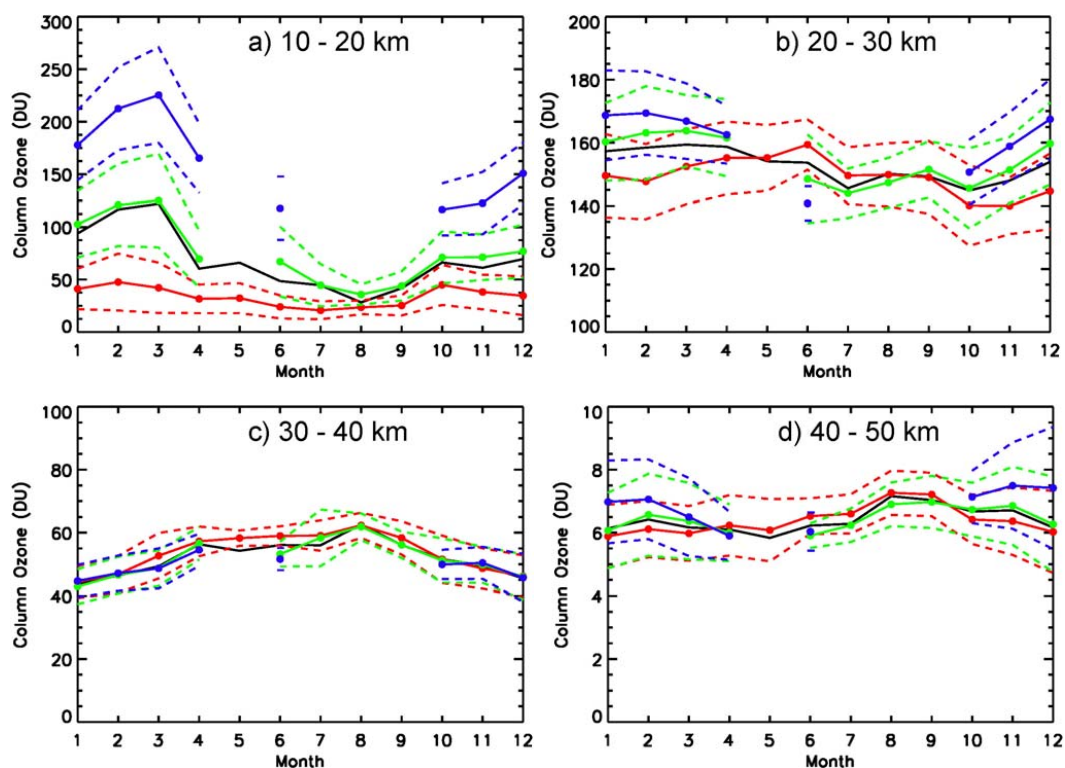 a) 10 - 20 km
300
250
200
150
100
50
0
Column Ozone (DU)
1 2 3 4 5 6 7 8 9 10 11 12
Month
b) 20 - 30 km
200
180
160
140
120
100
Column Ozone (DU)
1 2 3 4 5 6 7 8 9 10 11 12
Month
c) 30 - 40 km
100
80
60
40
20
0
Column Ozone (DU)
1 2 3 4 5 6 7 8 9 10 11 12
Month
d) 40 - 50 km
10
8
6
4
2
0
Column Ozone (DU)
1 2 3 4 5 6 7 8 9 10 11 12
Month